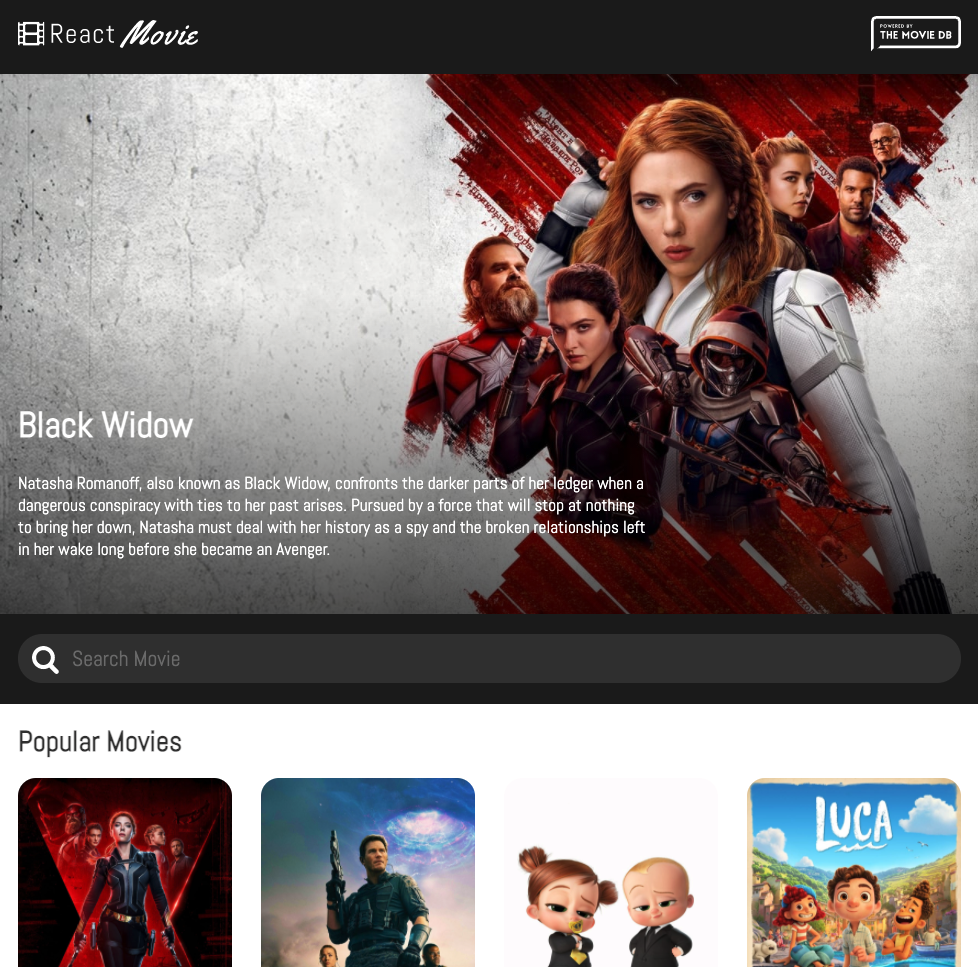 React Movie
POWERED BY
THE MOVIE DB
Black Widow
Natasha Romanoff, also known as Black Widow, confronts the darker parts of her ledger when a
dangerous conspiracy with ties to her past arises. Pursued by a force that will stop at nothing
to bring her down, Natasha must deal with her history as a spy and the broken relationships left
in her wake long before she became an Avenger.
Search Movie
Popular Movies
LUCA